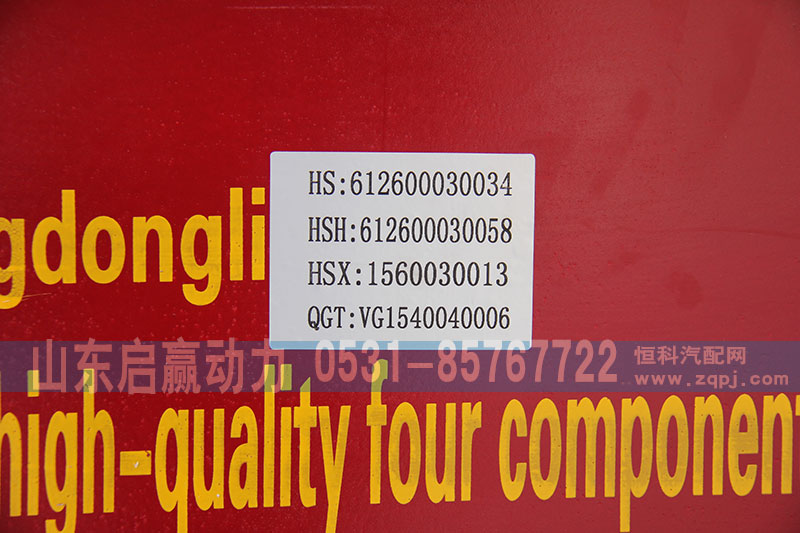 HS:612600030034
HSH:612600030058
gdongli
HSX:1560030013
QGT:VG1540040006
山东启赢动力 0531-85767722
恒科汽配网
www.zqpj.com
high-quality four component